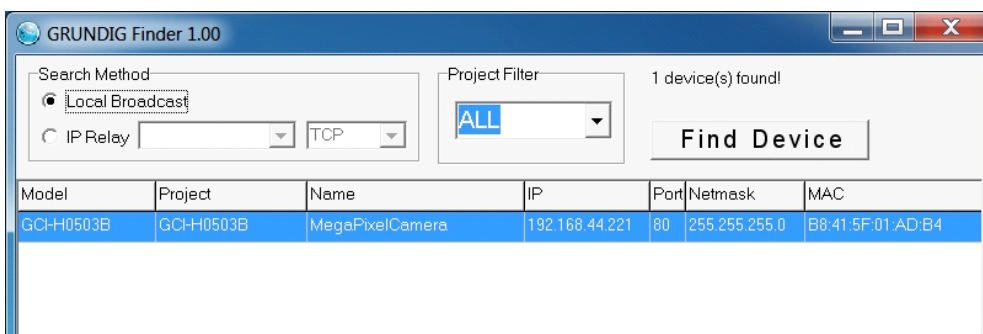 GRUNDIG Finder 1.00
Search Method
Local Broadcast
IP Relay TCP
Project Filter
ALL
1 device(s) found!
Find Device
Model Project Name IP Port Netmask MAC
GCI-H0503B GCI-H0503B MegaPixelCamera 192.168.44.221 80 255.255.255.0 B8:41:5F:01:AD:B4